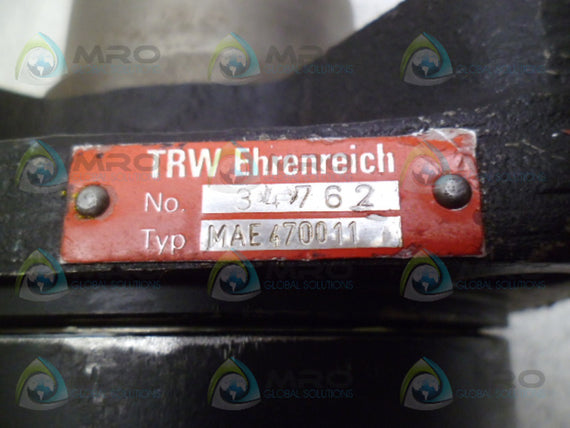 TRW Ehrenreich
No. 34762
Typ MAE 470011
MRO
GLOBAL SOLUTIONS